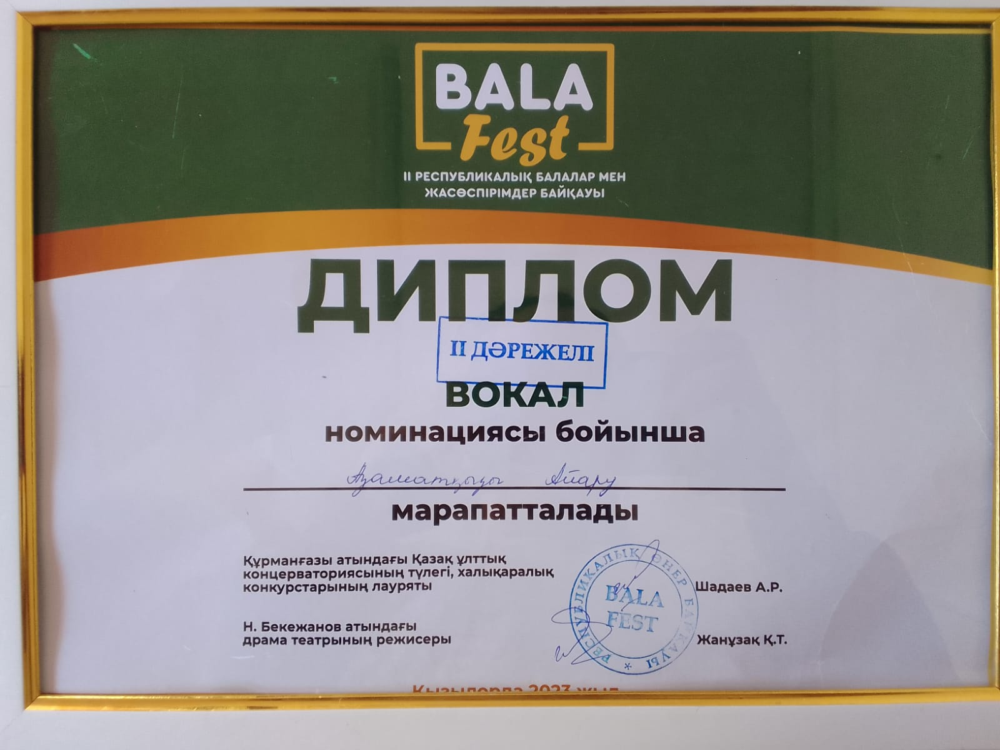 BALA
Fest
II РЕСПУБЛИКАЛЫҚ БАЛАЛАР МЕН
ЖАСӨСПІРІМДЕР БАЙҚАУЫ
ДИПЛОМ
II ДӘРЕЖЕЛІ
ВОКАЛ
номинациясы бойынша
Азаматқызы Айару
марапатталады
Құрманғазы атындағы Қазақ ұлттық
концерваториясының түлегі, халықаралық
конкурстарының лауряты
Шадаев А.Р.
РЕСПУБЛИКАЛЫҚ ӨНЕР БАЙҚАУЫ *
BALA
FEST
Н. Бекежанов атындағы
драма театрының режисеры
Жанұзақ Қ.Т.
Қызылорда 2023 жыл